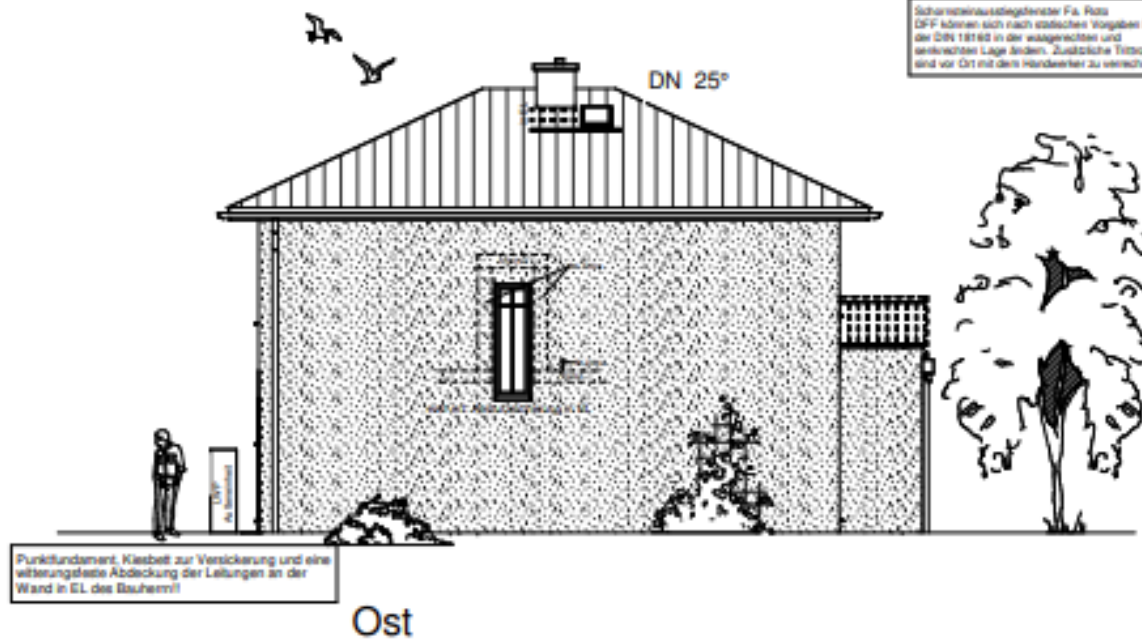 Schornsteinausstiegsfenster Fa. Roto
DFF können sich nach statischen Vorgaben
der DIN 18160 in der waagerechten und
senkrechten Lage ändern. Zusätzliche
sind vor Ort mit dem Handwerker zu
DN 25°
LWP
Punktfundament, Kiesbett zur Versickerung und eine
witterungsfeste Abdeckung der Leitungen an der
Wand in EL des Bauherrn!!
Ost